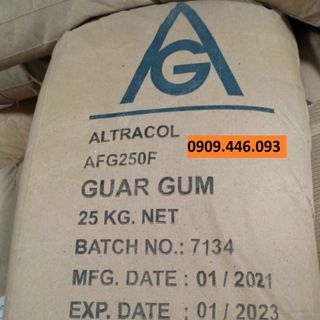 AG
ALTRACOL
0909.446.093
AFG250F
GUAR GUM
25 KG. NET
BATCH NO.: 7134
MFG. DATE : 01 / 2021
EXP. DATE : 01 / 2023